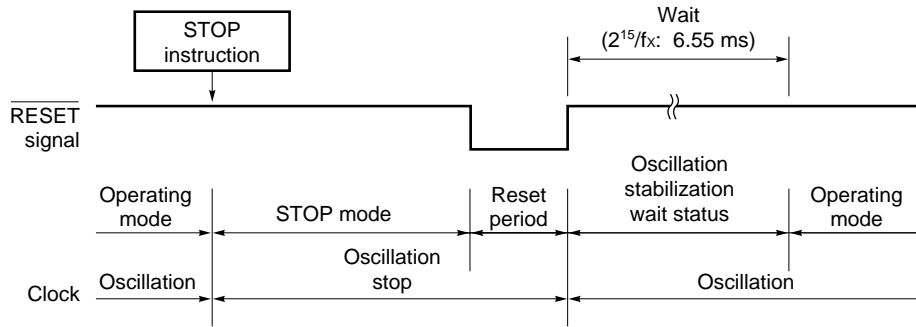 STOP
instruction
Wait
(2¹⁵/fX: 6.55 ms)
RESET
signal
Operating
mode
STOP mode
Reset
period
Oscillation
stabilization
wait status
Operating
mode
Clock
Oscillation
Oscillation
stop
Oscillation